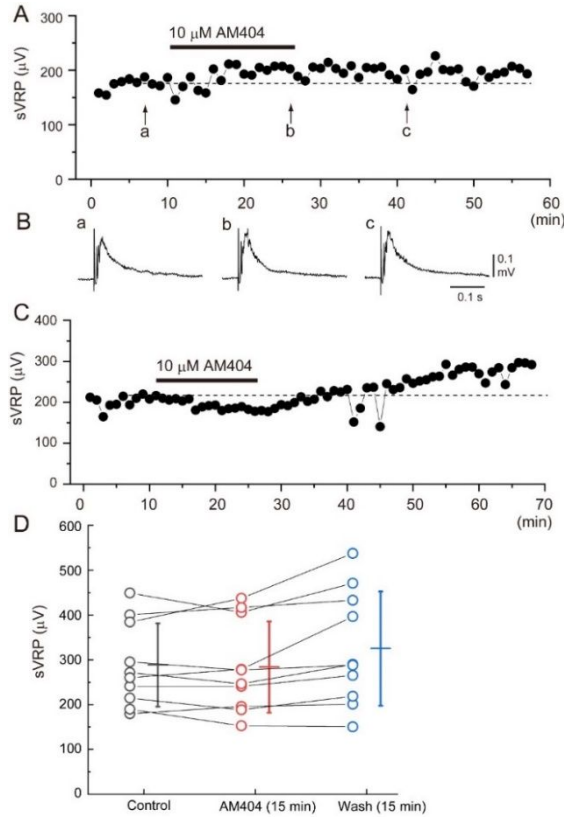 A
10 μM AM404
sVRP (μV)
300
200
100
0
a
b
c
0
10
20
30
40
50
60
(min)
B
a
b
c
0.1
mV
0.1 s
C
10 μM AM404
sVRP (μV)
400
300
200
100
0
0
10
20
30
40
50
60
70
(min)
D
sVRP (μV)
600
500
400
300
200
100
0
Control
AM404 (15 min)
Wash (15 min)